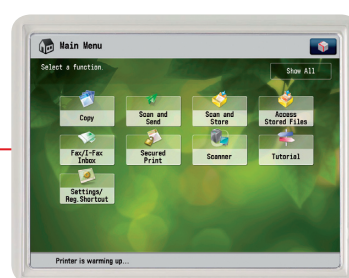 Main Menu
Select a function.
Show All
Copy
Scan and
Send
Scan and
Store
Access
Stored Files
Fax/I-Fax
Inbox
Secured
Print
Scanner
Tutorial
Settings/
Reg.Shortcut
Printer is warming up...